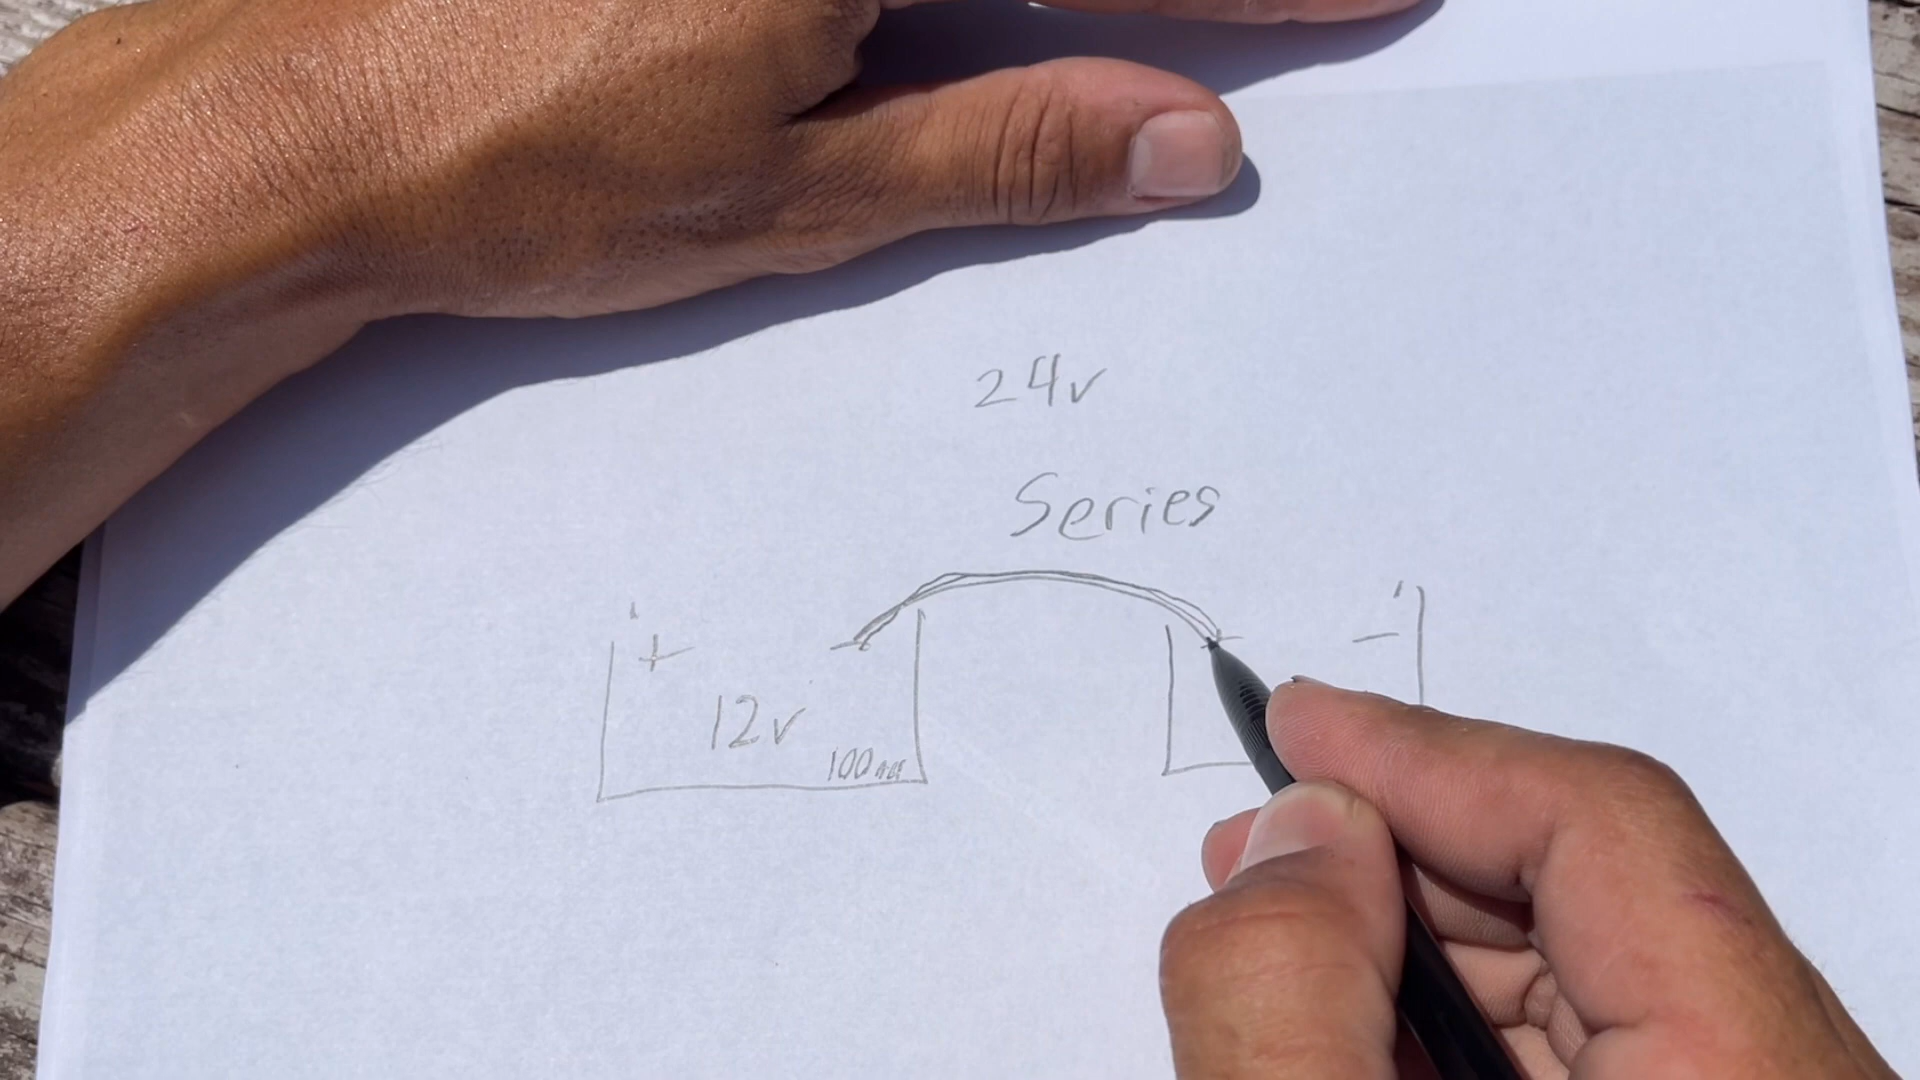 24v
Series
+ - + -
12v
100